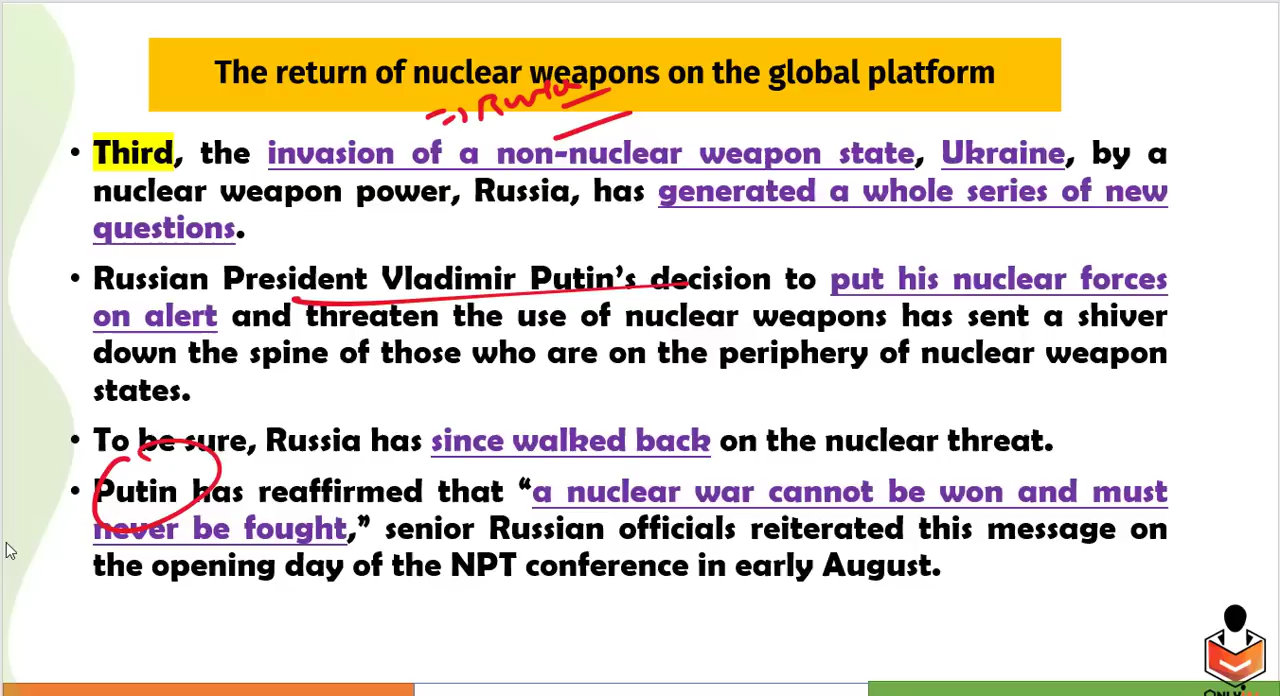 The return of nuclear weapons on the global platform
=> Russia
• Third, the invasion of a non-nuclear weapon state, Ukraine, by a
nuclear weapon power, Russia, has generated a whole series of new
questions.
• Russian President Vladimir Putin’s decision to put his nuclear forces
on alert and threaten the use of nuclear weapons has sent a shiver
down the spine of those who are on the periphery of nuclear weapon
states.
• To be sure, Russia has since walked back on the nuclear threat.
• Putin has reaffirmed that “a nuclear war cannot be won and must
never be fought,” senior Russian officials reiterated this message on
the opening day of the NPT conference in early August.